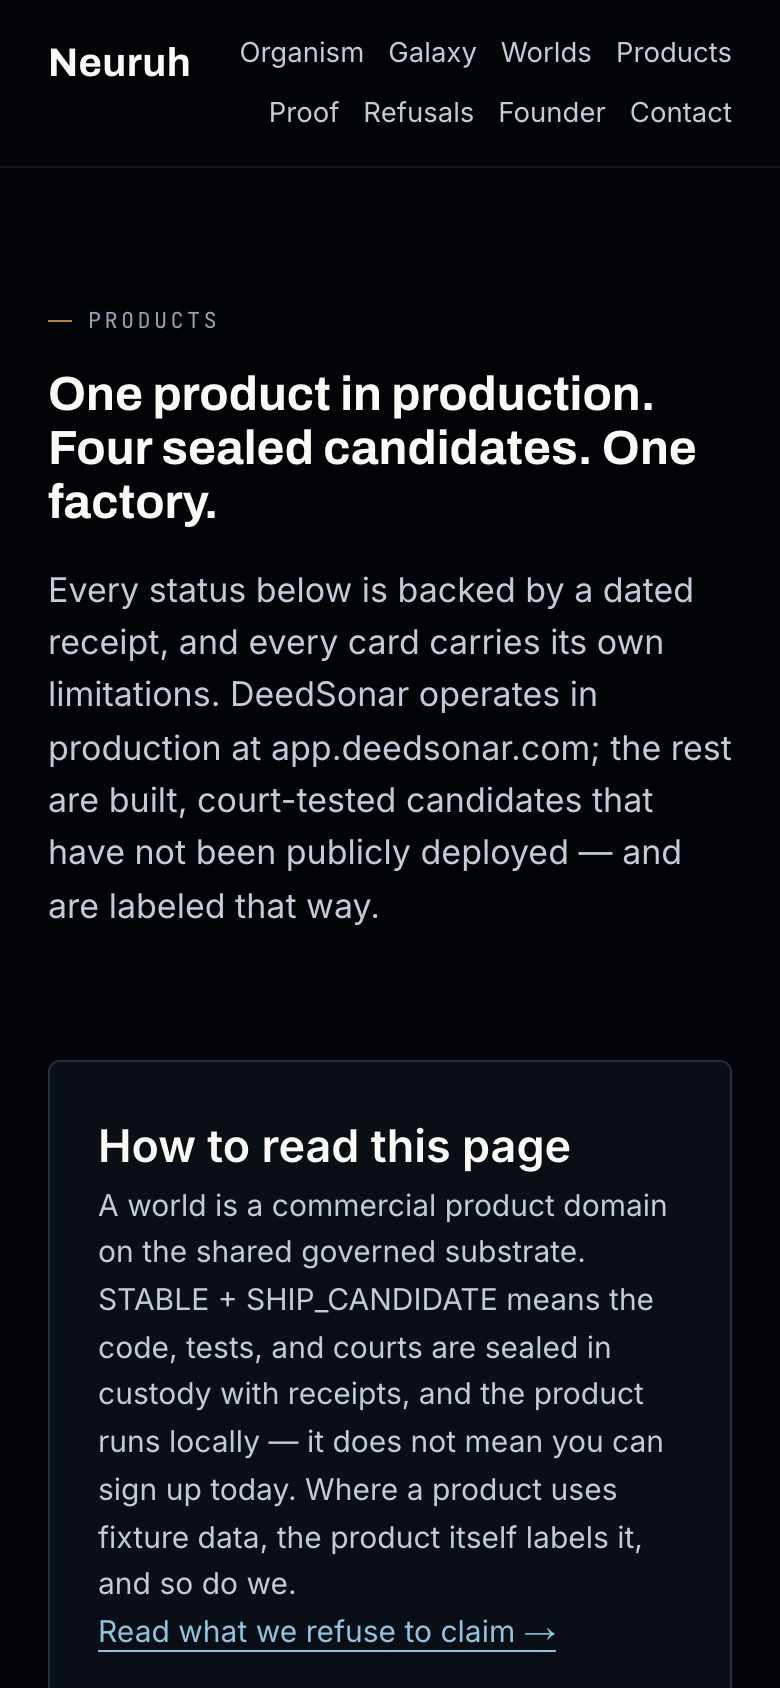 Neuruh
Organism Galaxy Worlds Products
Proof Refusals Founder Contact
— PRODUCTS
One product in production.
Four sealed candidates. One
factory.
Every status below is backed by a dated
receipt, and every card carries its own
limitations. DeedSonar operates in
production at app.deedsonar.com; the rest
are built, court-tested candidates that
have not been publicly deployed — and
are labeled that way.
How to read this page
A world is a commercial product domain
on the shared governed substrate.
STABLE + SHIP_CANDIDATE means the
code, tests, and courts are sealed in
custody with receipts, and the product
runs locally — it does not mean you can
sign up today. Where a product uses
fixture data, the product itself labels it,
and so do we.
Read what we refuse to claim →